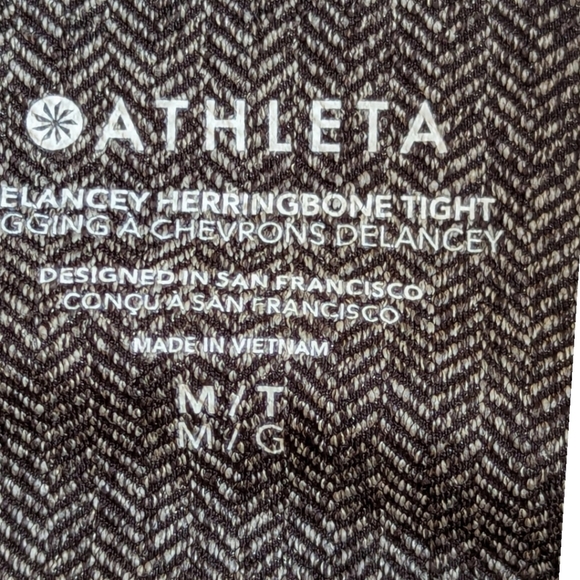 ATHLETA
ELANCEY HERRINGBONE TIGHT
GGING À CHEVRONS DELANCEY
DESIGNED IN SAN FRANCISCO
CONÇU A SAN FRANCISCO
MADE IN VIETNAM
M / T
M / G